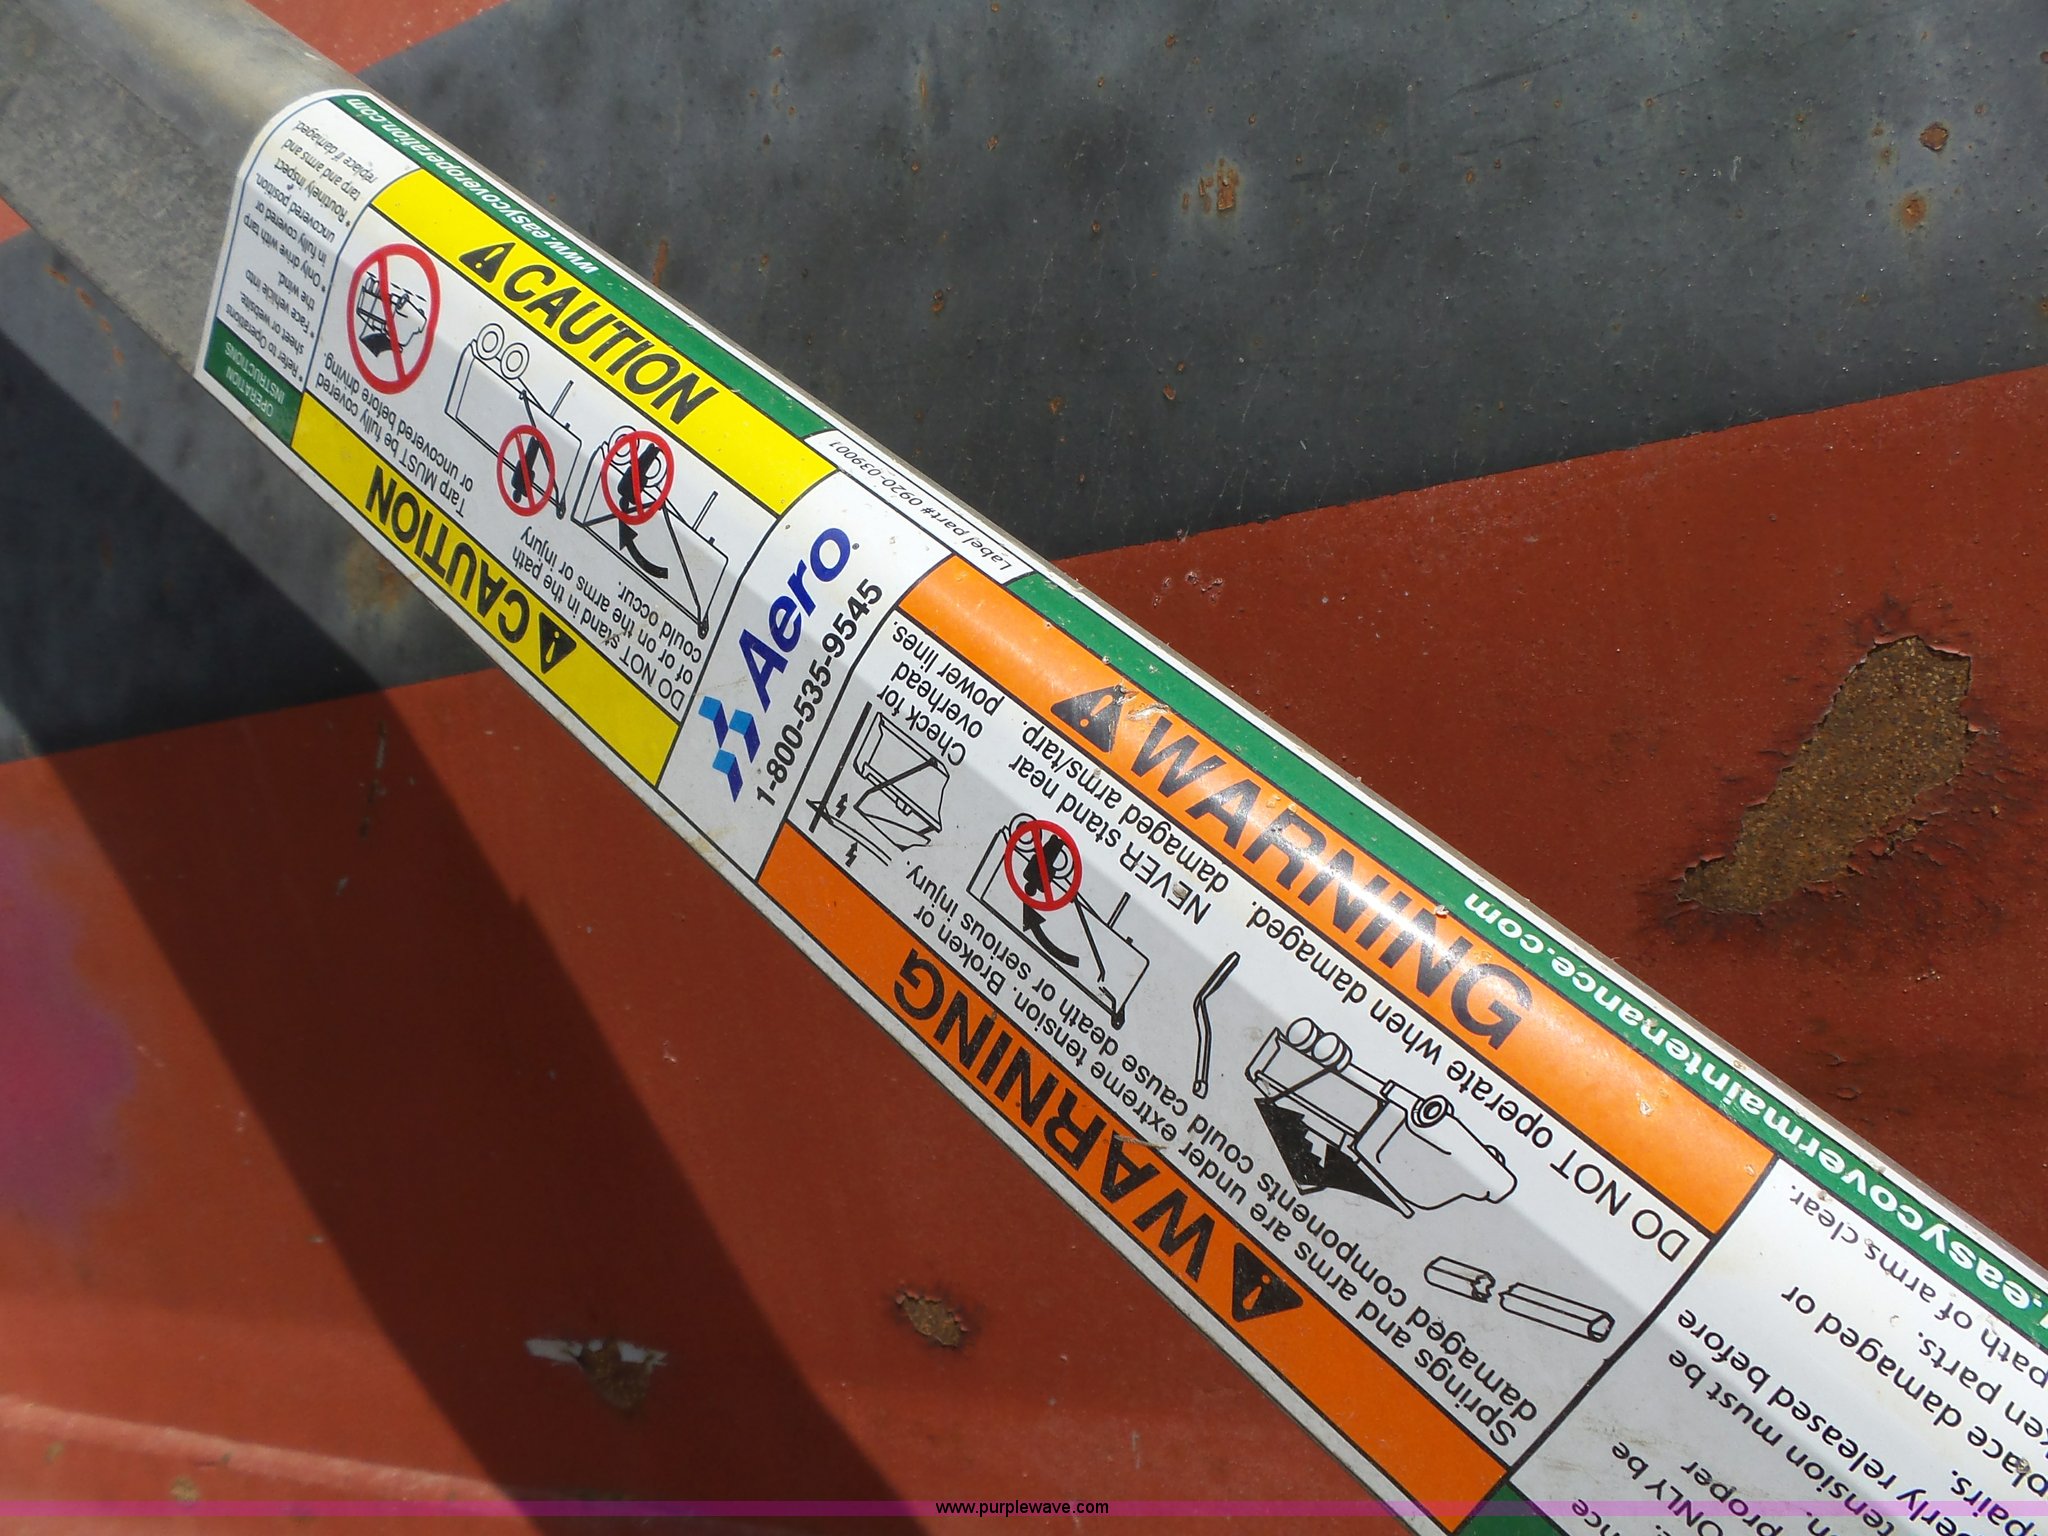 www.easycoveroperation.com
OPERATION
INSTRUCTIONS
* Refer to Operations
sheet or website.
* Face vehicle into
the wind.
* Only drive with tarp
in fully covered or
uncovered position.
* Routinely inspect
tarp and arms and
replace if damaged.
CAUTION
Tarp MUST be fully covered
or uncovered before driving.
DO NOT stand in the path
of or on the arms or injury
could occur.
CAUTION
Label part# 0920-039001
Aero
1-800-535-9545
WARNING
Check for
overhead
power lines.
NEVER stand near
damaged arms/tarp.
DO NOT operate when damaged.
Springs and arms are under extreme tension. Broken or
damaged components could cause death or serious injury.
WARNING
.easycovermaintenance.com
path of arms clear.
place damaged or
parts.
tension must be
erly released before
ONLY be
proper
www.purplewave.com